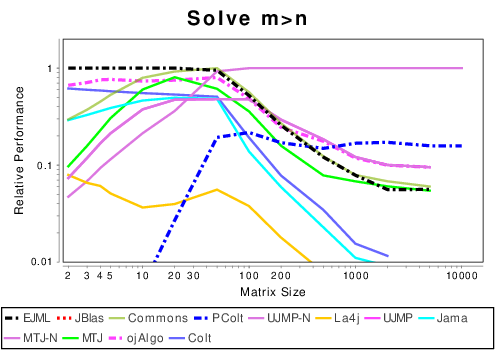 Solve m>n
Relative Performance
1
0.1
0.01
2 3 4 5 10 20 30 100 200 1000 10000
Matrix Size
EJML JBlas Commons PColt UJMP-N La4j UJMP Jama
MTJ-N MTJ ojAlgo Colt